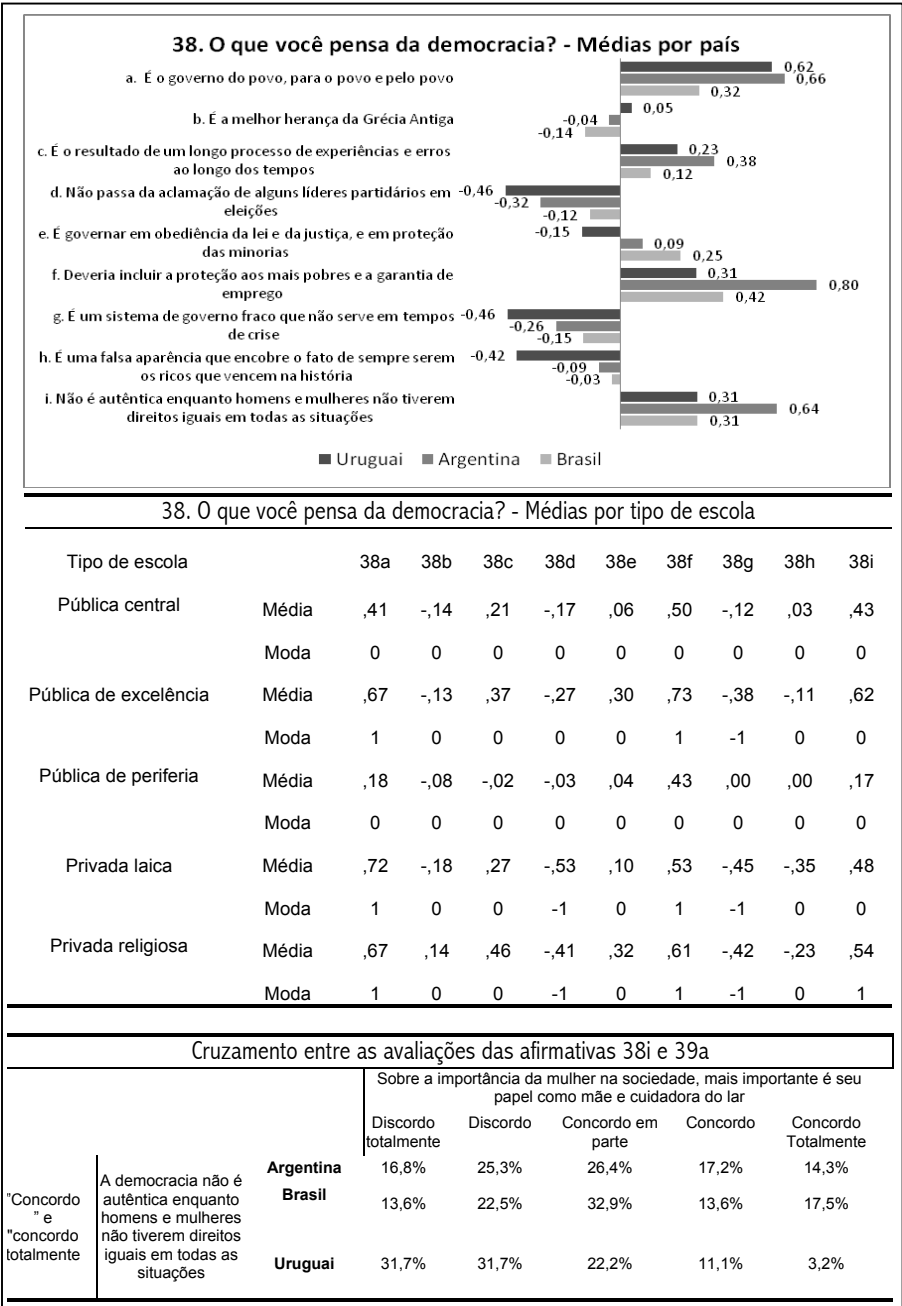 38. O que você pensa da democracia? - Médias por país
a. É o governo do povo, para o povo e pelo povo
0,62
0,66
0,32
b. É a melhor herança da Grécia Antiga
0,05
-0,04
-0,14
c. É o resultado de um longo processo de experiências e erros
ao longo dos tempos
0,23
0,38
0,12
d. Não passa da aclamação de alguns líderes partidários em
eleições
-0,46
-0,32
-0,12
e. É governar em obediência da lei e da justiça, e em proteção
das minorias
-0,15
0,09
0,25
f. Deveria incluir a proteção aos mais pobres e a garantia de
emprego
0,31
0,80
0,42
g. É um sistema de governo fraco que não serve em tempos
de crise
-0,46
-0,26
-0,15
h. É uma falsa aparência que encobre o fato de sempre serem
os ricos que vencem na história
-0,42
-0,09
-0,03
i. Não é autêntica enquanto homens e mulheres não tiverem
direitos iguais em todas as situações
0,31
0,64
0,31
Uruguai Argentina Brasil
38. O que você pensa da democracia? - Médias por tipo de escola
Tipo de escola 38a 38b 38c 38d 38e 38f 38g 38h 38i
Pública central Média ,41 -,14 ,21 -,17 ,06 ,50 -,12 ,03 ,43
Moda 0 0 0 0 0 0 0 0 0
Pública de excelência Média ,67 -,13 ,37 -,27 ,30 ,73 -,38 -,11 ,62
Moda 1 0 0 0 0 1 -1 0 0
Pública de periferia Média ,18 -,08 -,02 -,03 ,04 ,43 ,00 ,00 ,17
Moda 0 0 0 0 0 0 0 0 0
Privada laica Média ,72 -,18 ,27 -,53 ,10 ,53 -,45 -,35 ,48
Moda 1 0 0 -1 0 1 -1 0 0
Privada religiosa Média ,67 ,14 ,46 -,41 ,32 ,61 -,42 -,23 ,54
Moda 1 0 0 -1 0 1 -1 0 1
Cruzamento entre as avaliações das afirmativas 38i e 39a
Sobre a importância da mulher na sociedade, mais importante é seu
papel como mãe e cuidadora do lar
Discordo Discordo Concordo em Concordo Concordo
totalmente parte Totalmente
"Concordo
" e
"concordo
totalmente
A democracia não é
autêntica enquanto
homens e mulheres
não tiverem direitos
iguais em todas as
situações
Argentina 16,8% 25,3% 26,4% 17,2% 14,3%
Brasil 13,6% 22,5% 32,9% 13,6% 17,5%
Uruguai 31,7% 31,7% 22,2% 11,1% 3,2%